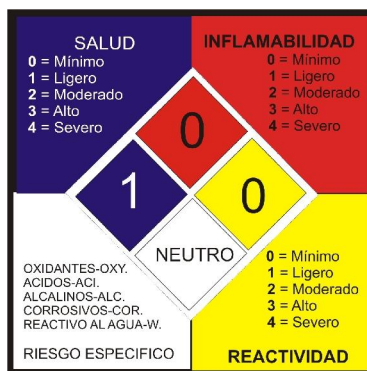 SALUD
0 = Mínimo
1 = Ligero
2 = Moderado
3 = Alto
4 = Severo
INFLAMABILIDAD
0 = Mínimo
1 = Ligero
2 = Moderado
3 = Alto
4 = Severo
0
1
0
NEUTRO
OXIDANTES-OXY.
ACIDOS-ACI.
ALCALINOS-ALC.
CORROSIVOS-COR.
REACTIVO AL AGUA-W.
RIESGO ESPECIFICO
0 = Mínimo
1 = Ligero
2 = Moderado
3 = Alto
4 = Severo
REACTIVIDAD